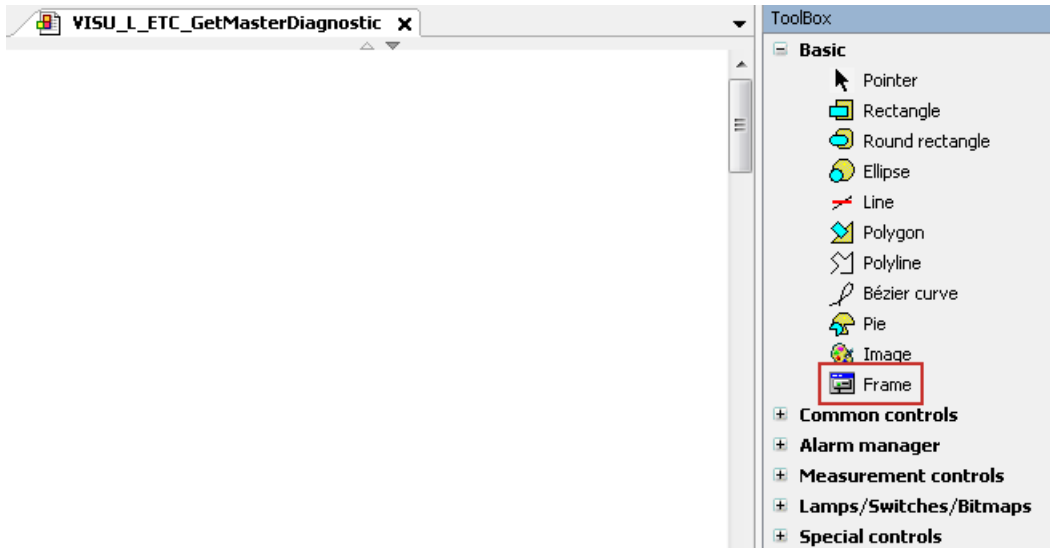 VISU_L_ETC_GetMasterDiagnostic
ToolBox
Basic
Pointer
Rectangle
Round rectangle
Ellipse
Line
Polygon
Polyline
Bézier curve
Pie
Image
Frame
Common controls
Alarm manager
Measurement controls
Lamps/Switches/Bitmaps
Special controls